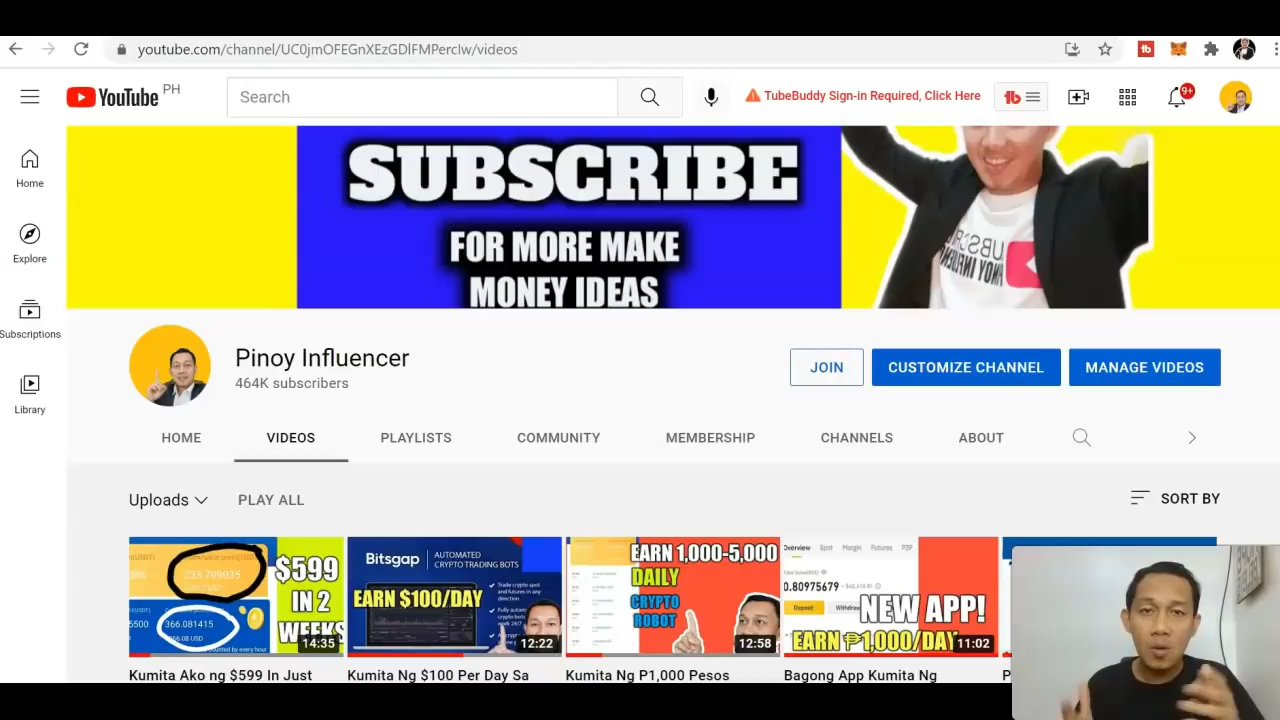 youtube.com/channel/UC0jmOFEGnXEzGDlFMPercIw/videos
YouTube PH
Search
TubeBuddy Sign-in Required, Click Here
tb
9+
Home
Explore
Subscriptions
Library
SUBSCRIBE
FOR MORE MAKE
MONEY IDEAS
Pinoy Influencer
464K subscribers
JOIN
CUSTOMIZE CHANNEL
MANAGE VIDEOS
HOME
VIDEOS
PLAYLISTS
COMMUNITY
MEMBERSHIP
CHANNELS
ABOUT
Uploads
PLAY ALL
SORT BY
233.709035
366.081415
$599
IN 2
WEEKS
14:35
Bitsgap
AUTOMATED
CRYPTO TRADING BOTS
EARN $100/DAY
12:22
EARN 1,000-5,000
DAILY
CRYPTO
ROBOT
12:58
Overview Spot Margin Futures P2P
0.80975679
Deposit
NEW APP!
EARN ₱1,000/DAY
11:02
Kumita Ako ng $599 In Just
Kumita Ng $100 Per Day Sa
Kumita Ng P1,000 Pesos
Bagong App Kumita Ng